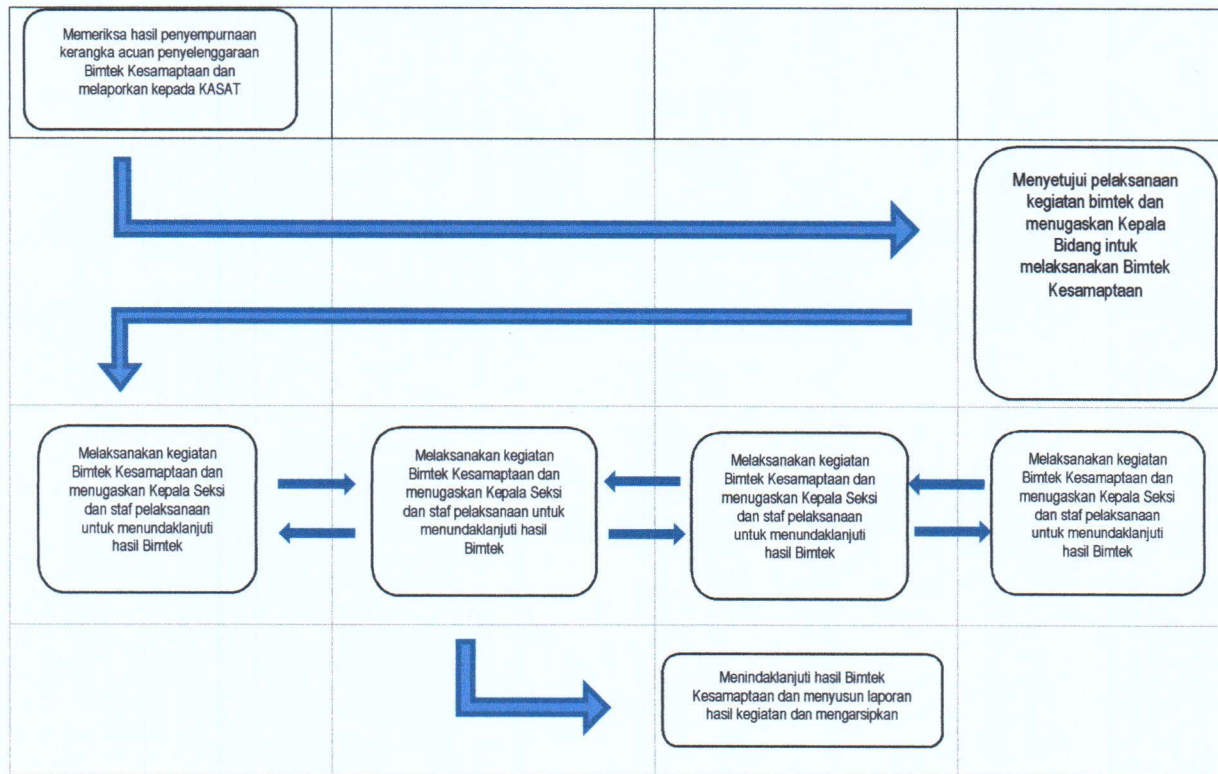 Memeriksa hasil penyempurnaan
kerangka acuan penyelenggaraan
Bimtek Kesamaptaan dan
melaporkan kepada KASAT
Menyetujui pelaksanaan
kegiatan bimtek dan
menugaskan Kepala
Bidang intuk
melaksanakan Bimtek
Kesamaptaan
Melaksanakan kegiatan
Bimtek Kesamaptaan dan
menugaskan Kepala Seksi
dan staf pelaksanaan
untuk menundaklanjuti
hasil Bimtek
Melaksanakan kegiatan
Bimtek Kesamaptaan dan
menugaskan Kepala Seksi
dan staf pelaksanaan untuk
menundaklanjuti hasil
Bimtek
Melaksanakan kegiatan
Bimtek Kesamaptaan dan
menugaskan Kepala Seksi
dan staf pelaksanaan
untuk menundaklanjuti
hasil Bimtek
Melaksanakan kegiatan
Bimtek Kesamaptaan dan
menugaskan Kepala Seksi
dan staf pelaksanaan
untuk menundaklanjuti
hasil Bimtek
Menindaklanjuti hasil Bimtek
Kesamaptaan dan menyusun laporan
hasil kegiatan dan mengarsipkan